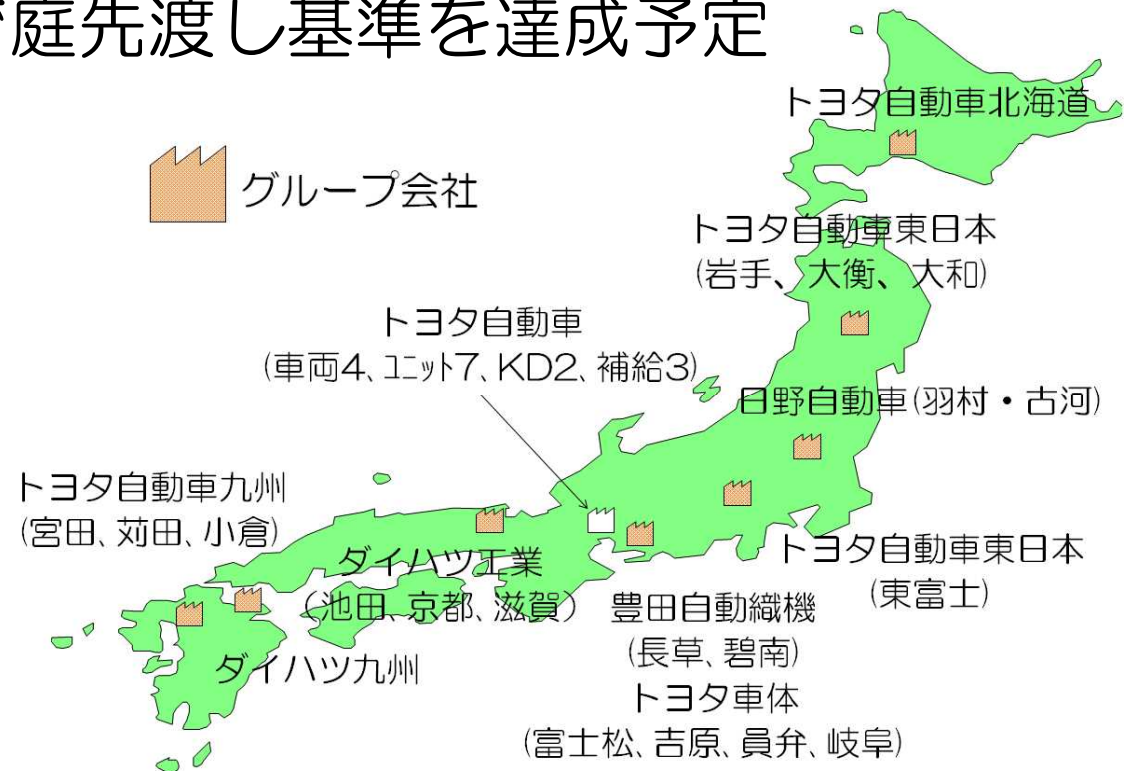 庭先渡し基準を達成予定
グループ会社
トヨタ自動車北海道
トヨタ自動車東日本
(岩手、大衡、大和)
トヨタ自動車
(車両4、ﾕﾆｯﾄ7、KD2、補給3)
日野自動車(羽村・古河)
トヨタ自動車九州
(宮田、苅田、小倉)
ダイハツ工業
(池田、京都、滋賀)
トヨタ自動車東日本
(東富士)
豊田自動織機
(長草、碧南)
ダイハツ九州
トヨタ車体
(富士松、吉原、員弁、岐阜)